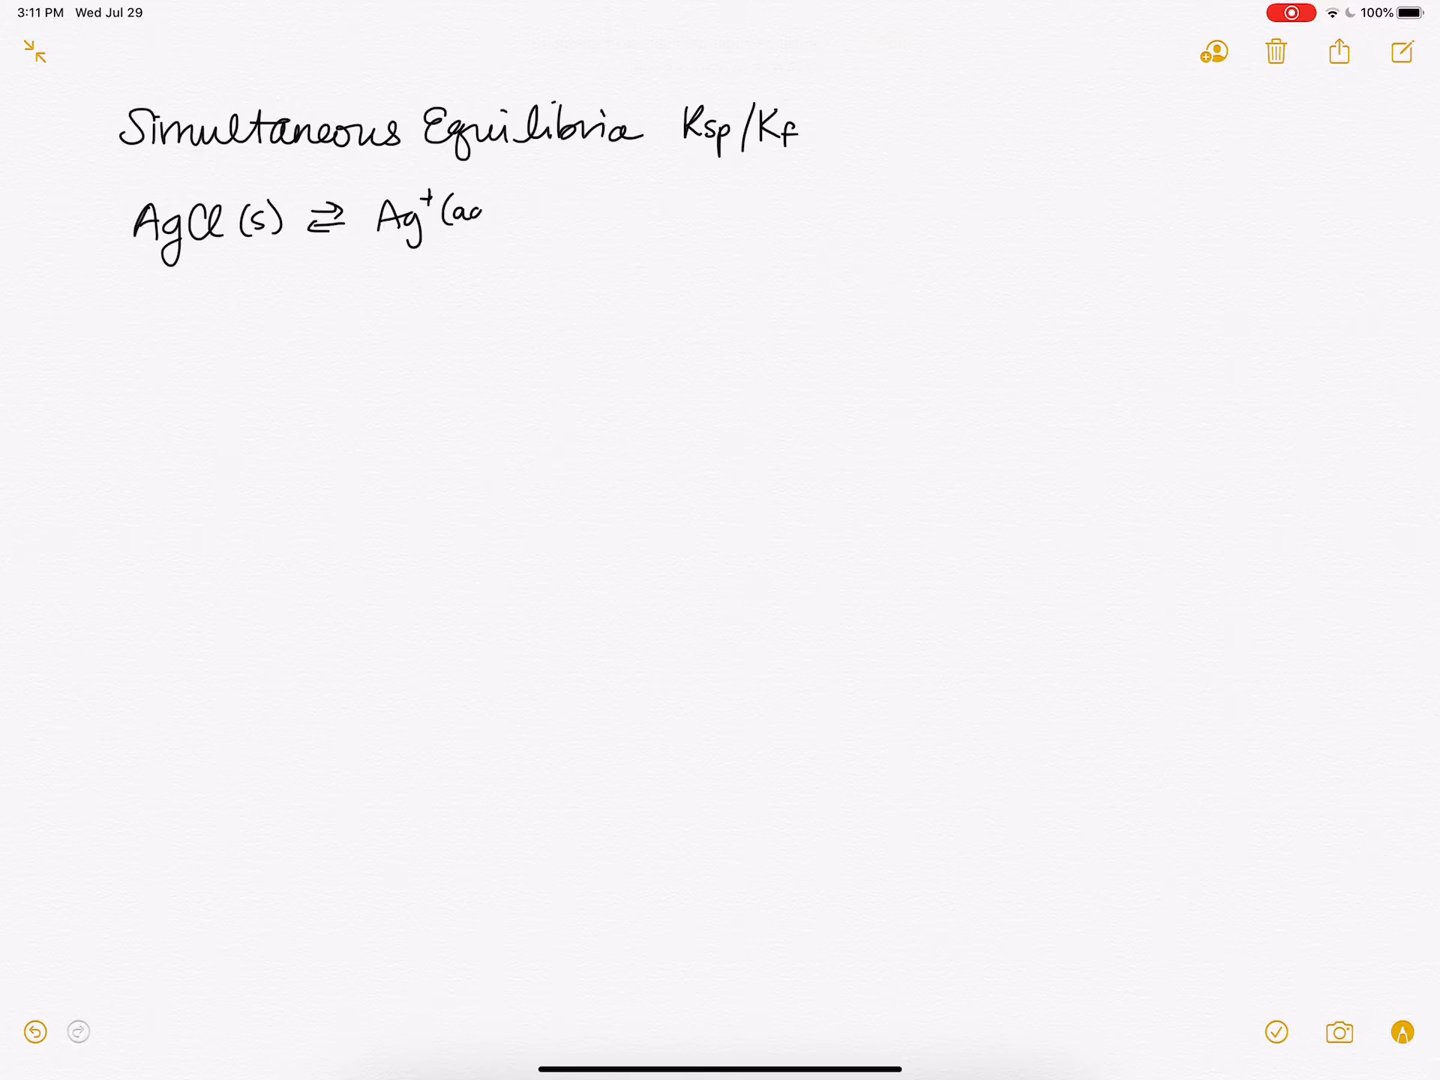 3:11 PM Wed Jul 29 100%
Simultaneous Equilibria Ksp/Kf
AgCl (s) ⇄ Ag⁺ (aq